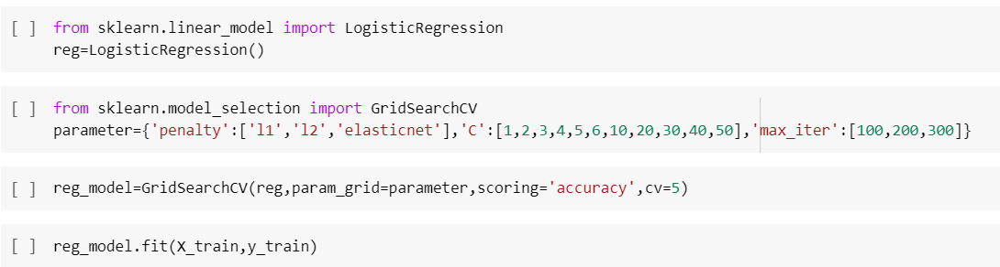 [ ] from sklearn.linear_model import LogisticRegression
reg=LogisticRegression()
[ ] from sklearn.model_selection import GridSearchCV
parameter={'penalty':['l1','l2','elasticnet'],'C':[1,2,3,4,5,6,10,20,30,40,50],'max_iter':[100,200,300]}
[ ] reg_model=GridSearchCV(reg,param_grid=parameter,scoring='accuracy',cv=5)
[ ] reg_model.fit(X_train,y_train)